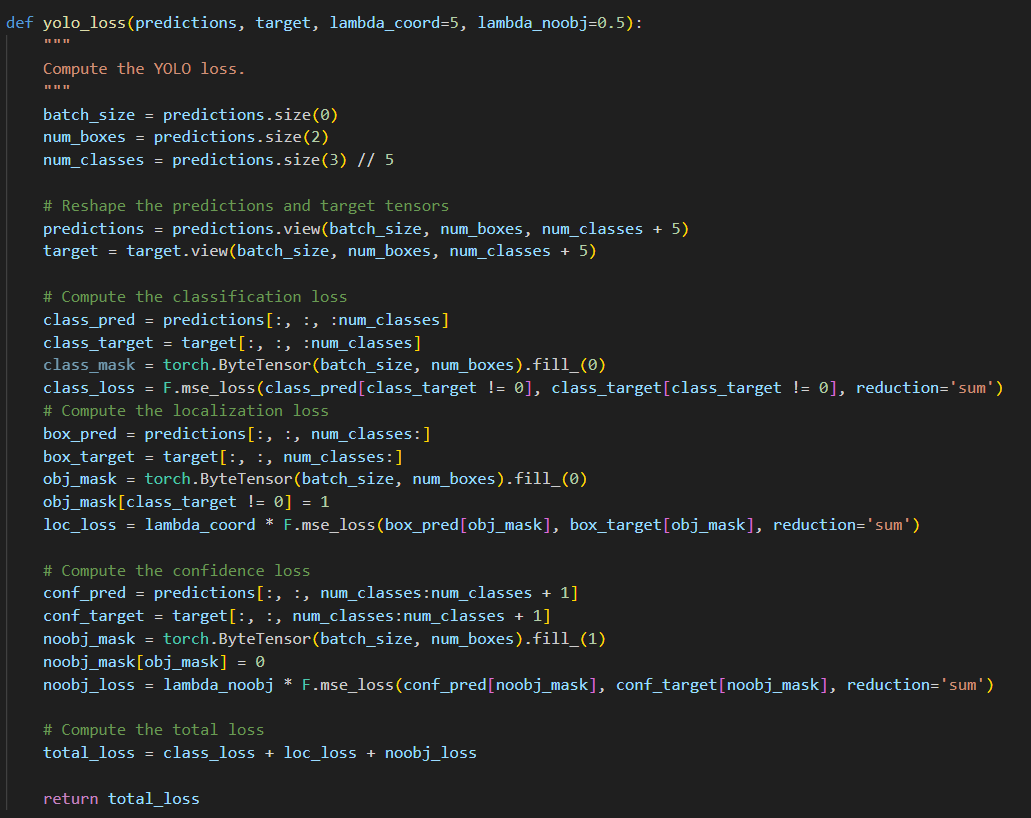 def yolo_loss(predictions, target, lambda_coord=5, lambda_noobj=0.5):
    """
    Compute the YOLO loss.
    """
    batch_size = predictions.size(0)
    num_boxes = predictions.size(2)
    num_classes = predictions.size(3) // 5

    # Reshape the predictions and target tensors
    predictions = predictions.view(batch_size, num_boxes, num_classes + 5)
    target = target.view(batch_size, num_boxes, num_classes + 5)

    # Compute the classification loss
    class_pred = predictions[:, :, :num_classes]
    class_target = target[:, :, :num_classes]
    class_mask = torch.ByteTensor(batch_size, num_boxes).fill_(0)
    class_loss = F.mse_loss(class_pred[class_target != 0], class_target[class_target != 0], reduction='sum')
    # Compute the localization loss
    box_pred = predictions[:, :, num_classes:]
    box_target = target[:, :, num_classes:]
    obj_mask = torch.ByteTensor(batch_size, num_boxes).fill_(0)
    obj_mask[class_target != 0] = 1
    loc_loss = lambda_coord * F.mse_loss(box_pred[obj_mask], box_target[obj_mask], reduction='sum')

    # Compute the confidence loss
    conf_pred = predictions[:, :, num_classes:num_classes + 1]
    conf_target = target[:, :, num_classes:num_classes + 1]
    noobj_mask = torch.ByteTensor(batch_size, num_boxes).fill_(1)
    noobj_mask[obj_mask] = 0
    noobj_loss = lambda_noobj * F.mse_loss(conf_pred[noobj_mask], conf_target[noobj_mask], reduction='sum')

    # Compute the total loss
    total_loss = class_loss + loc_loss + noobj_loss

    return total_loss